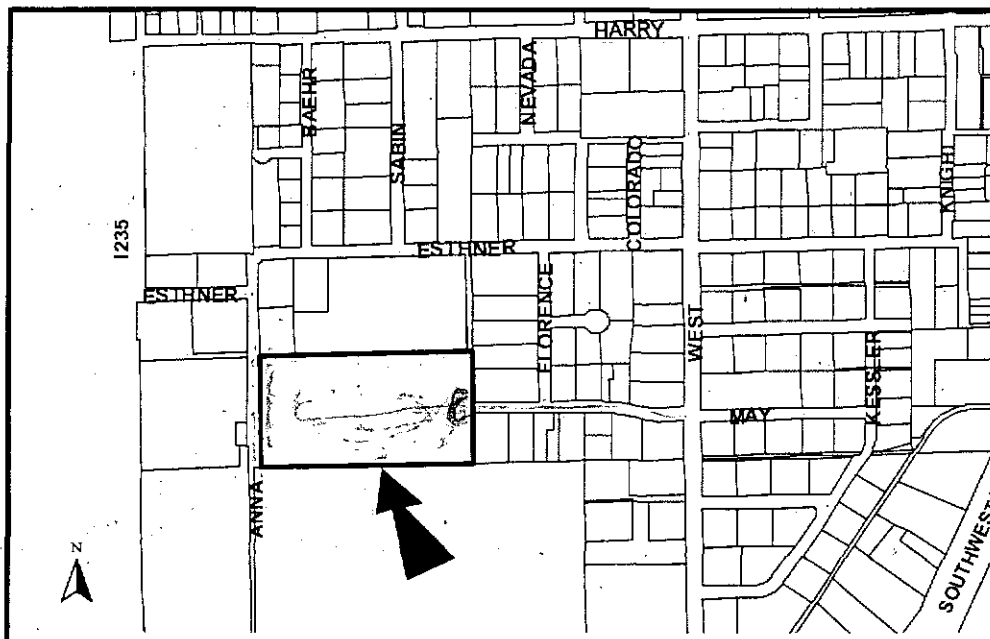 HARRY
BAEHR
SABIN
NEVADA
COLORADO
KNIGHT
I235
ESTHNER
ESTHNER
FLORENCE
WEST
KESSLER
MAY
ANNA
N
SOUTHWEST